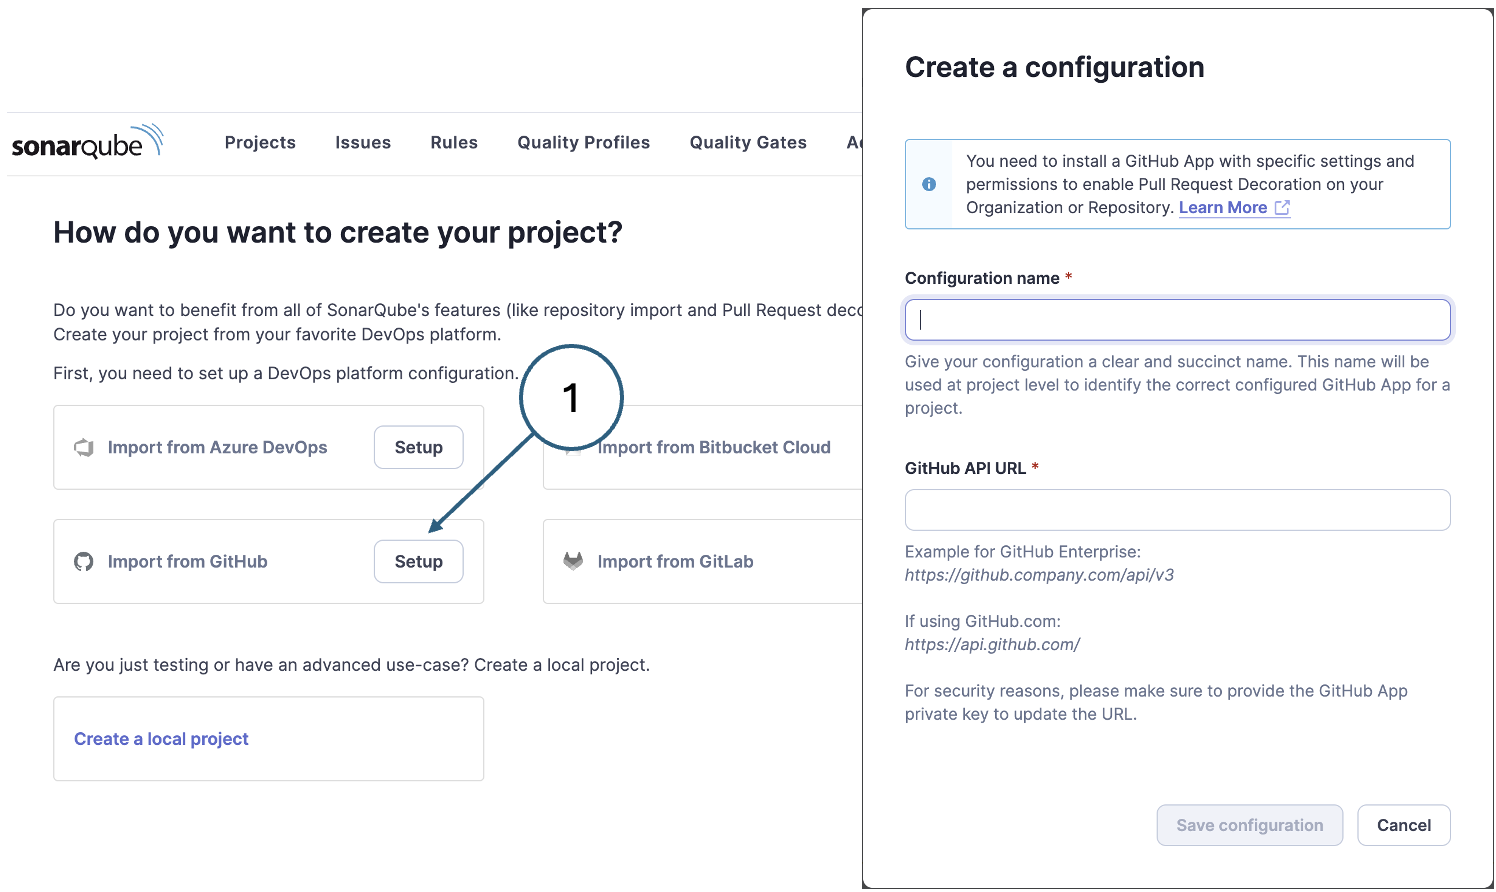 sonarqube
Projects
Issues
Rules
Quality Profiles
Quality Gates
How do you want to create your project?
Do you want to benefit from all of SonarQube's features (like repository import and Pull Request
Create your project from your favorite DevOps platform.
First, you need to set up a DevOps platform configuration.
1
Import from Azure DevOps
Setup
Import from Bitbucket Cloud
Import from GitHub
Setup
Import from GitLab
Are you just testing or have an advanced use-case? Create a local project.
Create a local project
Create a configuration
You need to install a GitHub App with specific settings and
permissions to enable Pull Request Decoration on your
Organization or Repository. Learn More
Configuration name *
Give your configuration a clear and succinct name. This name will be
used at project level to identify the correct configured GitHub App for a
project.
GitHub API URL *
Example for GitHub Enterprise:
https://github.company.com/api/v3
If using GitHub.com:
https://api.github.com/
For security reasons, please make sure to provide the GitHub App
private key to update the URL.
Save configuration
Cancel